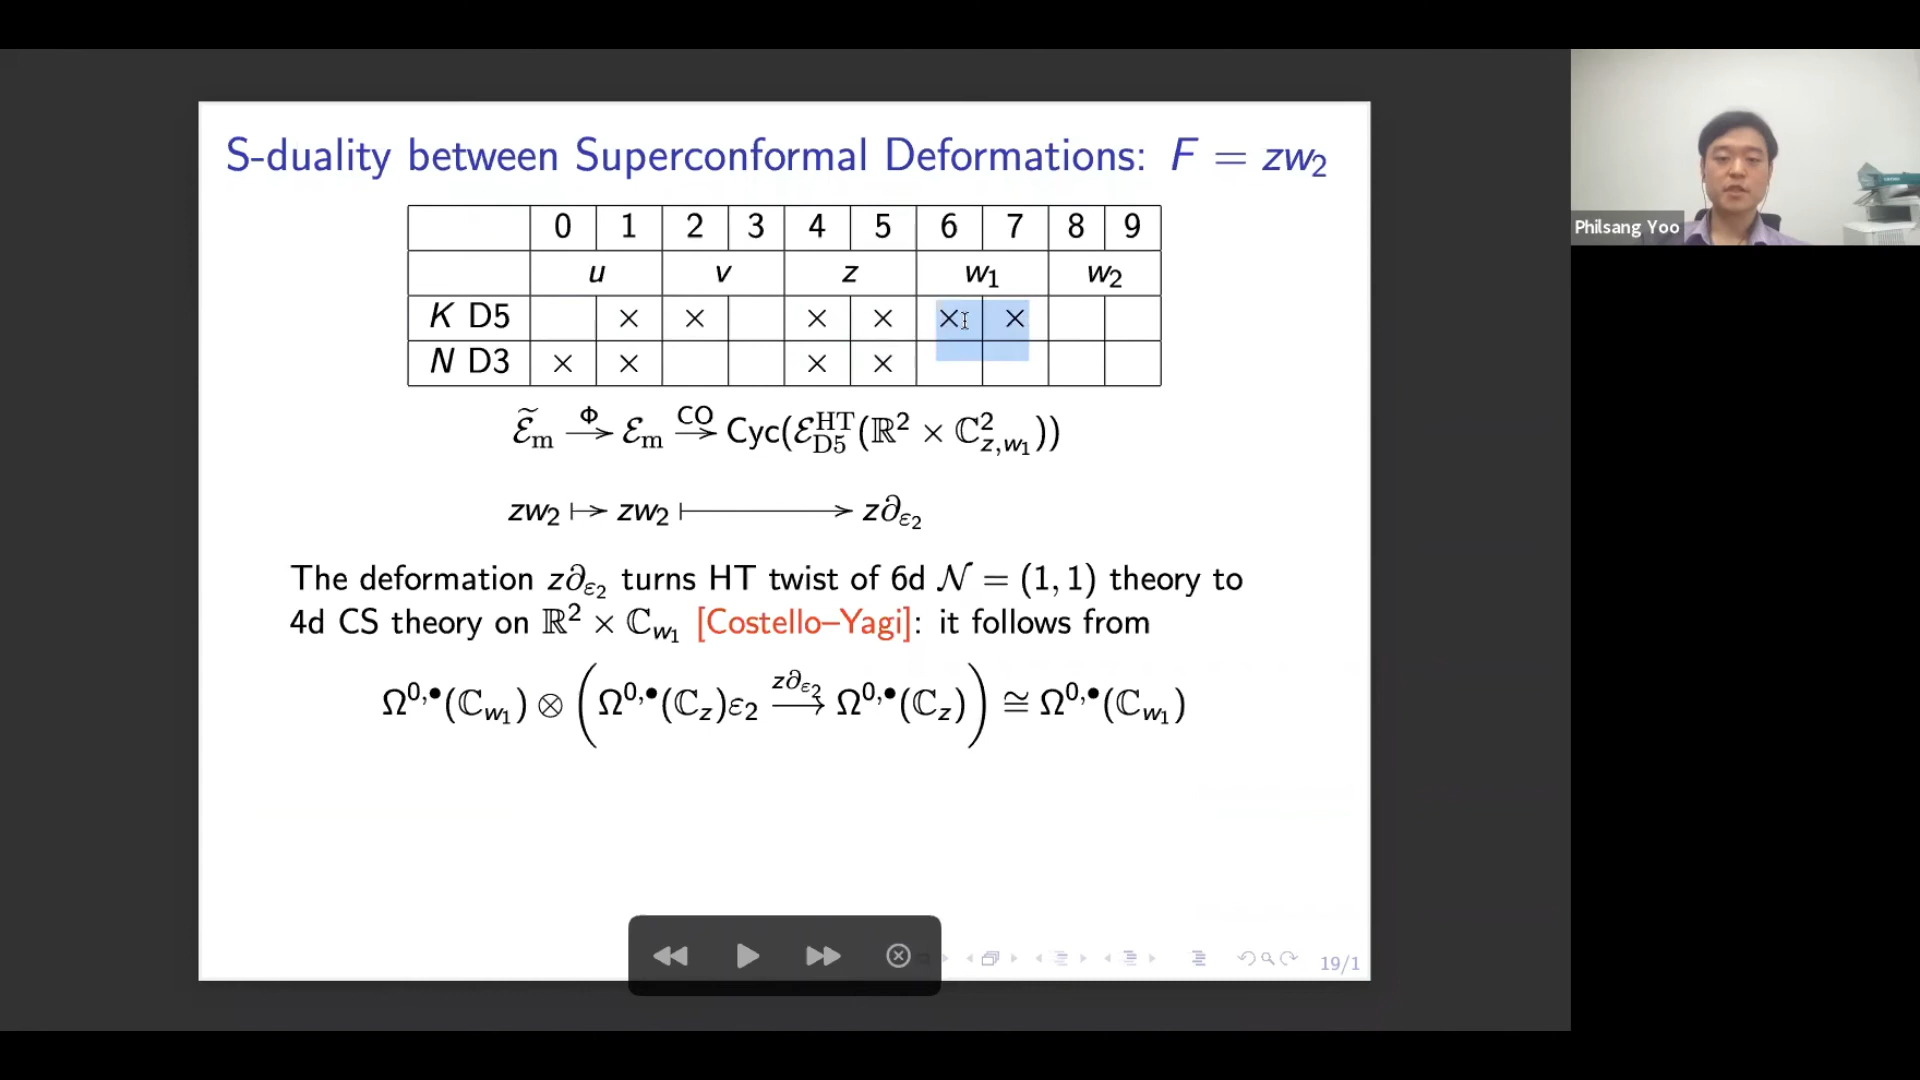 S-duality between Superconformal Deformations: F = zw₂
0 1 2 3 4 5 6 7 8 9
u v z w₁ w₂
K D5 × × × × × ×
N D3 × × × ×
Ẽₘ →^Φ Eₘ →^CO Cyc(E^HT_D5(ℝ² × ℂ²_{z,w₁}))
zw₂ ↦ zw₂ ⟼ z∂_{ε₂}
The deformation z∂_{ε₂} turns HT twist of 6d 𝒩 = (1, 1) theory to
4d CS theory on ℝ² × ℂ_{w₁} [Costello–Yagi]: it follows from
Ω^{0,•}(ℂ_{w₁}) ⊗ (Ω^{0,•}(ℂ_z)ε₂ →^{z∂_{ε₂}} Ω^{0,•}(ℂ_z)) ≅ Ω^{0,•}(ℂ_{w₁})
19/1
Philsang Yoo